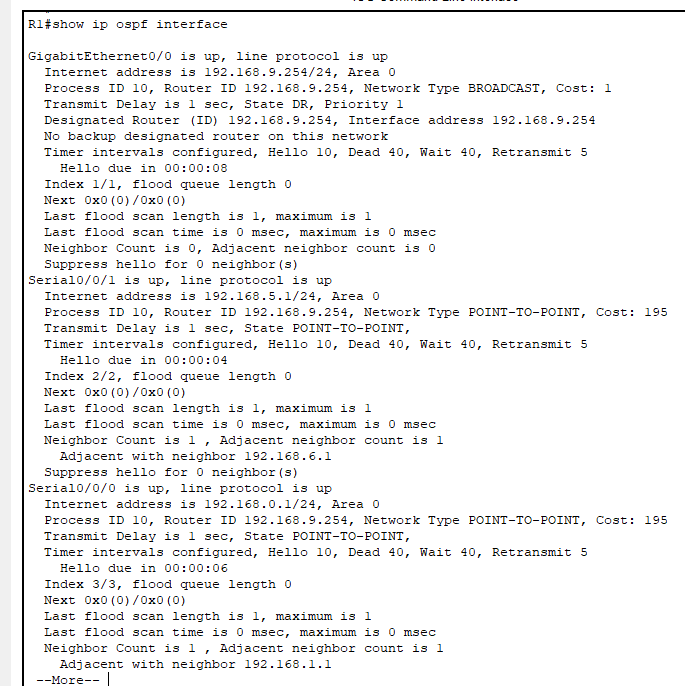 R1#show ip ospf interface
GigabitEthernet0/0 is up, line protocol is up
Internet address is 192.168.9.254/24, Area 0
Process ID 10, Router ID 192.168.9.254, Network Type BROADCAST, Cost: 1
Transmit Delay is 1 sec, State DR, Priority 1
Designated Router (ID) 192.168.9.254, Interface address 192.168.9.254
No backup designated router on this network
Timer intervals configured, Hello 10, Dead 40, Wait 40, Retransmit 5
Hello due in 00:00:08
Index 1/1, flood queue length 0
Next 0x0(0)/0x0(0)
Last flood scan length is 1, maximum is 1
Last flood scan time is 0 msec, maximum is 0 msec
Neighbor Count is 0, Adjacent neighbor count is 0
Suppress hello for 0 neighbor(s)
Serial0/0/1 is up, line protocol is up
Internet address is 192.168.5.1/24, Area 0
Process ID 10, Router ID 192.168.9.254, Network Type POINT-TO-POINT, Cost: 195
Transmit Delay is 1 sec, State POINT-TO-POINT,
Timer intervals configured, Hello 10, Dead 40, Wait 40, Retransmit 5
Hello due in 00:00:04
Index 2/2, flood queue length 0
Next 0x0(0)/0x0(0)
Last flood scan length is 1, maximum is 1
Last flood scan time is 0 msec, maximum is 0 msec
Neighbor Count is 1 , Adjacent neighbor count is 1
Adjacent with neighbor 192.168.6.1
Suppress hello for 0 neighbor(s)
Serial0/0/0 is up, line protocol is up
Internet address is 192.168.0.1/24, Area 0
Process ID 10, Router ID 192.168.9.254, Network Type POINT-TO-POINT, Cost: 195
Transmit Delay is 1 sec, State POINT-TO-POINT,
Timer intervals configured, Hello 10, Dead 40, Wait 40, Retransmit 5
Hello due in 00:00:06
Index 3/3, flood queue length 0
Next 0x0(0)/0x0(0)
Last flood scan length is 1, maximum is 1
Last flood scan time is 0 msec, maximum is 0 msec
Neighbor Count is 1 , Adjacent neighbor count is 1
Adjacent with neighbor 192.168.1.1
--More--